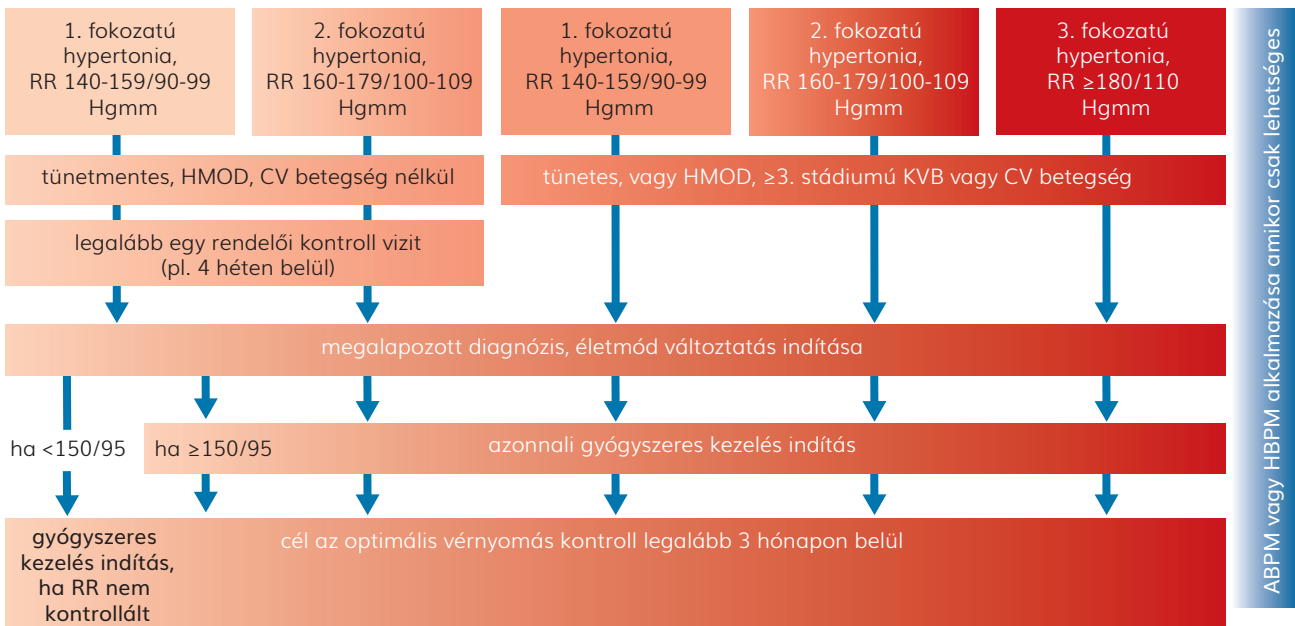 1. fokozatú
hypertonia,
RR 140-159/90-99
Hgmm
2. fokozatú
hypertonia,
RR 160-179/100-109
Hgmm
1. fokozatú
hypertonia,
RR 140-159/90-99
Hgmm
2. fokozatú
hypertonia,
RR 160-179/100-109
Hgmm
3. fokozatú
hypertonia,
RR ≥180/110
Hgmm
tünetmentes, HMOD, CV betegség nélkül
tünetes, vagy HMOD, ≥3. stádiumú KVB vagy CV betegség
legalább egy rendelői kontroll vizit
(pl. 4 héten belül)
megalapozott diagnózis, életmód változtatás indítása
ha <150/95
ha ≥150/95
azonnali gyógyszeres kezelés indítás
gyógyszeres
kezelés indítás,
ha RR nem
kontrollált
cél az optimális vérnyomás kontroll legalább 3 hónapon belül
ABPM vagy HBPM alkalmazása amikor csak lehetséges